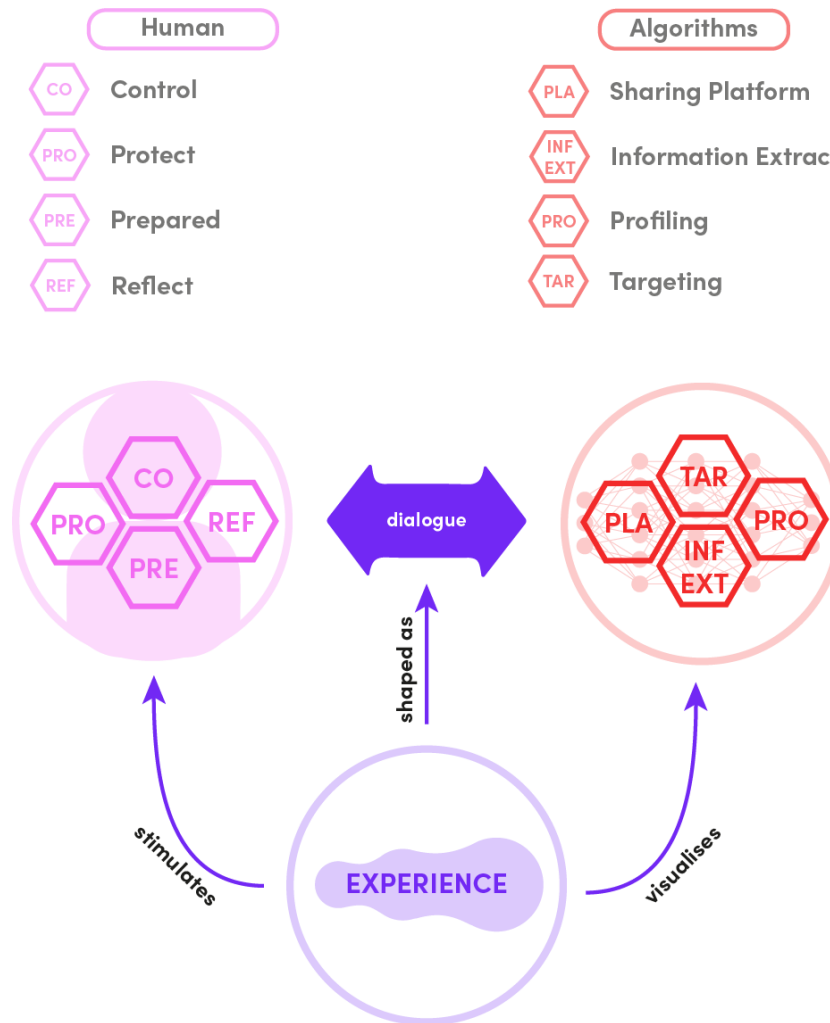 Human
CO Control
PRO Protect
PRE Prepared
REF Reflect
Algorithms
PLA Sharing Platform
INF
EXT
Information Extrac
PRO Profiling
TAR Targeting
CO
PRO
REF
PRE
dialogue
TAR
PLA
PRO
INF
EXT
shaped as
stimulates
visualises
EXPERIENCE